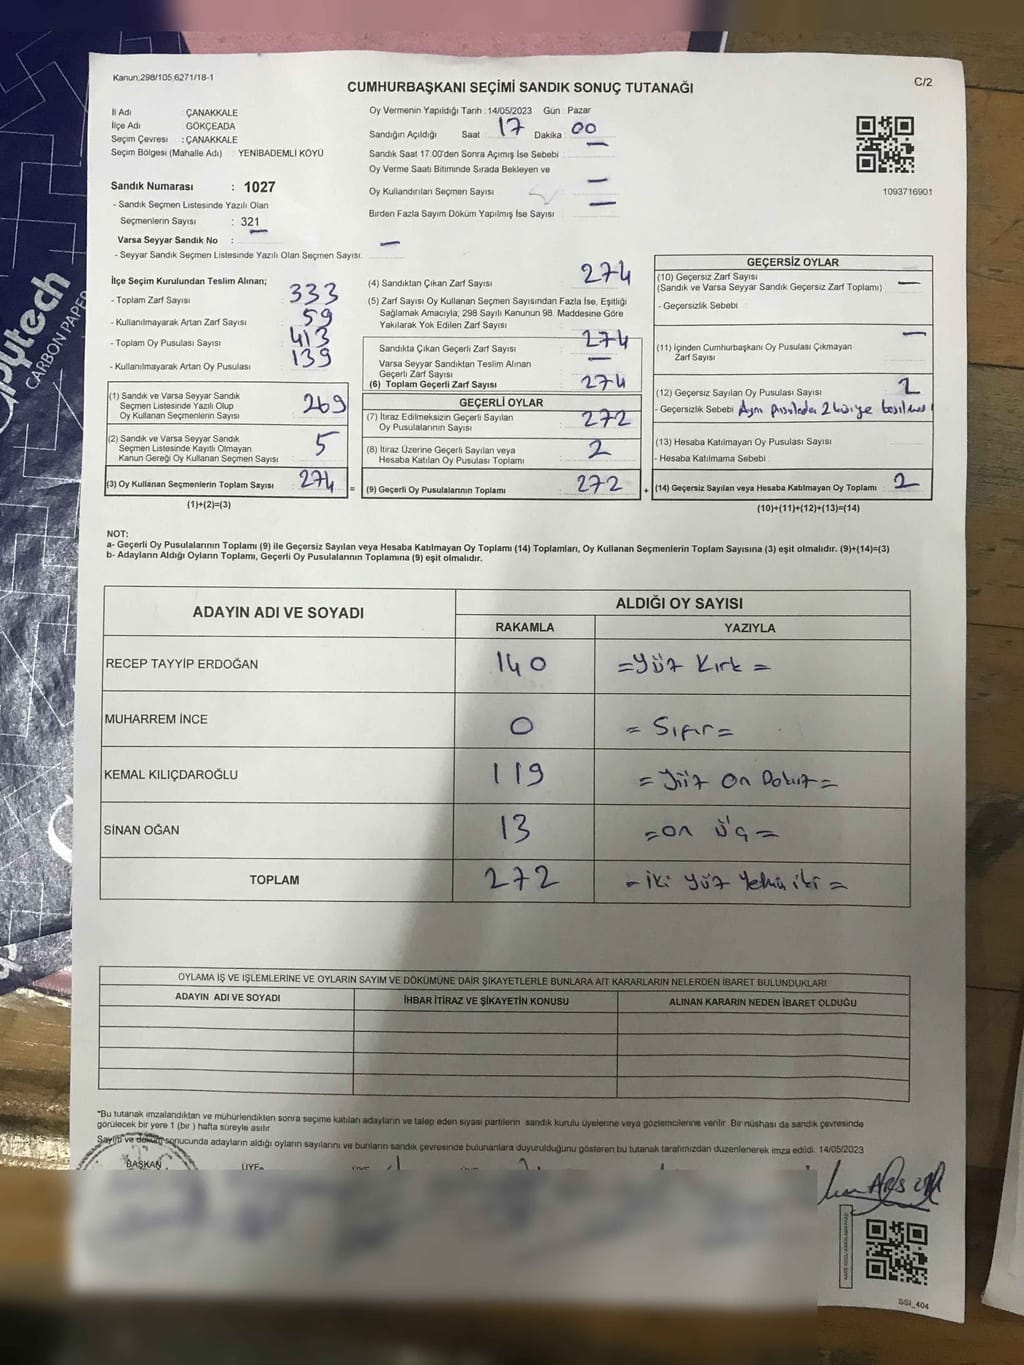 Kanun,298/105,6271/18-1
CUMHURBAŞKANI SEÇİMİ SANDIK SONUÇ TUTANAĞI
C/2
İl Adı ÇANAKKALE
İlçe Adı GÖKÇEADA
Seçim Çevresi : ÇANAKKALE
Seçim Bölgesi (Mahalle Adı) YENİBADEMLİ KÖYÜ
Sandık Numarası : 1027
- Sandık Seçmen Listesinde Yazılı Olan
Seçmenlerin Sayısı : 321
Varsa Seyyar Sandık No : —
- Seyyar Sandık Seçmen Listesinde Yazılı Olan Seçmen Sayısı.
Oy Vermenin Yapıldığı Tarih :14/05/2023 Gün : Pazar
Sandığın Açıldığı Saat 17 Dakika 00
Sandık Saat 17:00'den Sonra Açımış İse Sebebi : —
Oy Verme Saati Bitiminde Sırada Bekleyen ve
Oy Kullandırılan Seçmen Sayısı —
Birden Fazla Sayım Döküm Yapılmış İse Sayısı —
1093716901
İlçe Seçim Kurulundan Teslim Alınan;
- Toplam Zarf Sayısı 333
- Kullanılmayarak Artan Zarf Sayısı 59
- Toplam Oy Pusulası Sayısı 413
- Kullanılmayarak Artan Oy Pusulası 139
(1) Sandık ve Varsa Seyyar Sandık
Seçmen Listesinde Yazılı Olup
Oy Kullanan Seçmenlerin Sayısı 269
(2) Sandık ve Varsa Seyyar Sandık
Seçmen Listesinde Kayıtlı Olmayan
Kanun Gereği Oy Kullanan Seçmen Sayısı 5
(3) Oy Kullanan Seçmenlerin Toplam Sayısı 274 =
(1)+(2)=(3)
(4) Sandıktan Çıkan Zarf Sayısı 274
(5) Zarf Sayısı Oy Kullanan Seçmen Sayısından Fazla İse, Eşitliği
Sağlamak Amacıyla, 298 Sayılı Kanunun 98. Maddesine Göre
Yakılarak Yok Edilen Zarf Sayısı —
Sandıkta Çıkan Geçerli Zarf Sayısı 274
Varsa Seyyar Sandıktan Teslim Alınan
Geçerli Zarf Sayısı —
(6) Toplam Geçerli Zarf Sayısı 274
GEÇERLİ OYLAR
(7) İtiraz Edilmeksizin Geçerli Sayılan
Oy Pusulalarının Sayısı 272
(8) İtiraz Üzerine Geçerli Sayılan veya
Hesaba Katılan Oy Pusulası Toplamı 2
(9) Geçerli Oy Pusulalarının Toplamı 272 +
GEÇERSİZ OYLAR
(10) Geçersiz Zarf Sayısı
(Sandık ve Varsa Seyyar Sandık Geçersiz Zarf Toplamı) —
- Geçersizlik Sebebi :
(11) İçinden Cumhurbaşkanı Oy Pusulası Çıkmayan
Zarf Sayısı —
(12) Geçersiz Sayılan Oy Pusulası Sayısı 2
- Geçersizlik Sebebi Aynı pusulada 2 kişiye
(13) Hesaba Katılmayan Oy Pusulası Sayısı
- Hesaba Katılmama Sebebi :
(14) Geçersiz Sayılan veya Hesaba Katılmayan Oy Toplamı 2
(10)+(11)+(12)+(13)=(14)
NOT:
a- Geçerli Oy Pusulalarının Toplamı (9) ile Geçersiz Sayılan veya Hesaba Katılmayan Oy Toplamı (14) Toplamları, Oy Kullanan Seçmenlerin Toplam Sayısına (3) eşit olmalıdır. (9)+(14)=(3)
b- Adayların Aldığı Oyların Toplamı, Geçerli Oy Pusulalarının Toplamına (9) eşit olmalıdır.
ADAYIN ADI VE SOYADI ALDIĞI OY SAYISI
RAKAMLA YAZIYLA
RECEP TAYYİP ERDOĞAN 140 =Yüz Kırk =
MUHARREM İNCE 0 = Sıfır =
KEMAL KILIÇDAROĞLU 119 = Yüz On Dokuz =
SİNAN OĞAN 13 =on üç =
TOPLAM 272 = iki yüz Yetmiş iki =
OYLAMA İŞ VE İŞLEMLERİNE VE OYLARIN SAYIM VE DÖKÜMÜNE DAİR ŞİKAYETLERLE BUNLARA AİT KARARLARIN NELERDEN İBARET BULUNDUKLARI
ADAYIN ADI VE SOYADI İHBAR İTİRAZ VE ŞİKAYETİN KONUSU ALINAN KARARIN NEDEN İBARET OLDUĞU
*Bu tutanak imzalandıktan ve mühürlendikten sonra seçime katılan adayların ve talep eden siyasi partilerin sandık kurulu üyelerine veya gözlemcilerine verilir. Bir nüshası da sandık çevresinde
görülecek bir yere 1 (bir ) hafta süreyle asılır.
Sayım ve döküm sonucunda adayların aldığı oyların sayılarını ve bunların sandık çevresinde bulunanlara duyurulduğunu gösteren bu tutanak tarafımızdan düzenlenerek imza edildi. 14/05/2023
BAŞKAN ÜYE
SSI_404
CARBON PAPER